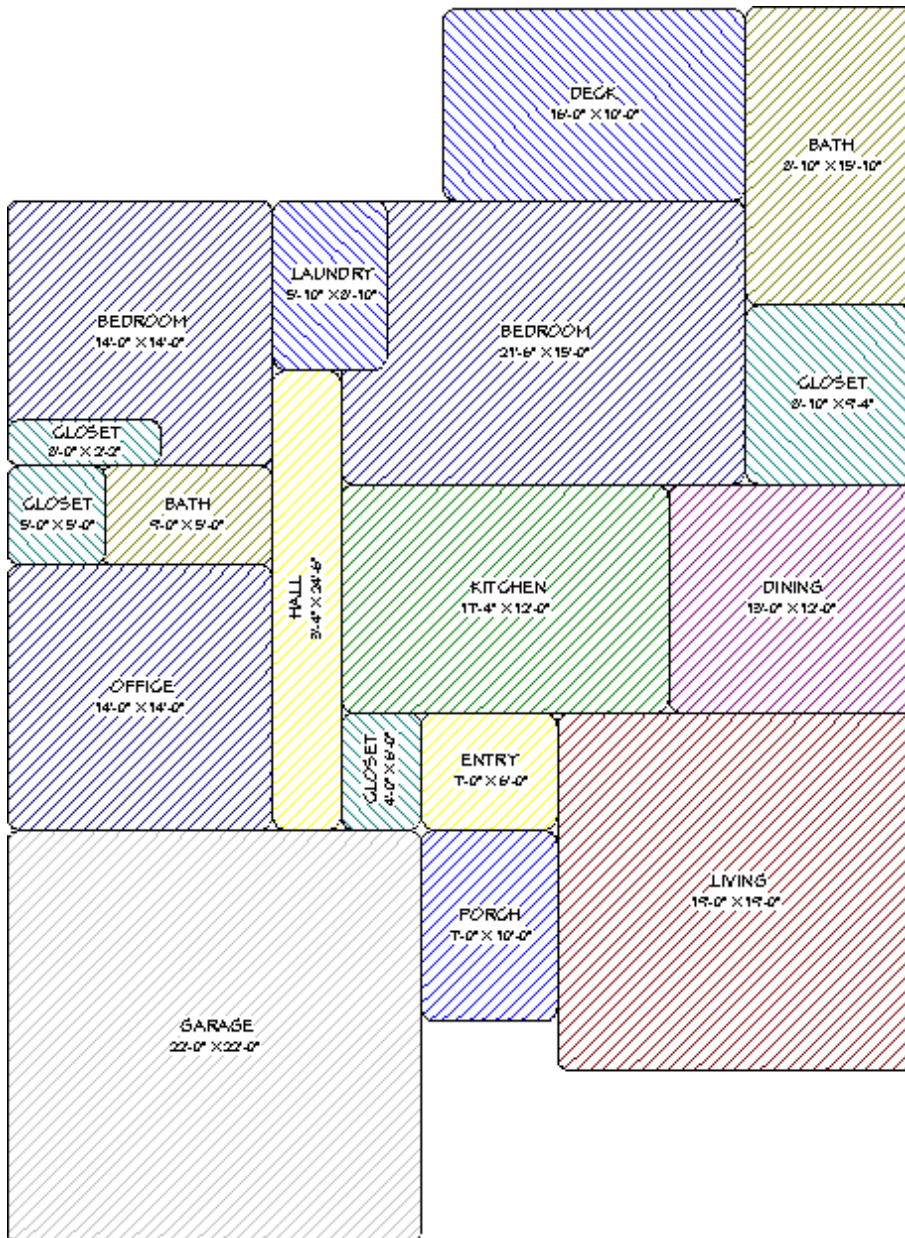 DECK
16'-0" X 10'-0"
BATH
8'-10" X 15'-10"
LAUNDRY
5'-10" X 8'-10"
BEDROOM
14'-0" X 14'-0"
BEDROOM
21'-6" X 15'-0"
CLOSET
8'-10" X 9'-4"
CLOSET
8'-0" X 2'-2"
CLOSET
5'-0" X 5'-0"
BATH
9'-0" X 5'-0"
HALL
3'-4" X 24'-6"
KITCHEN
17'-4" X 12'-0"
DINING
13'-0" X 12'-0"
OFFICE
14'-0" X 14'-0"
CLOSET
4'-0" X 6'-0"
ENTRY
7'-0" X 6'-0"
LIVING
19'-0" X 19'-0"
PORCH
7'-0" X 10'-0"
GARAGE
22'-0" X 22'-0"